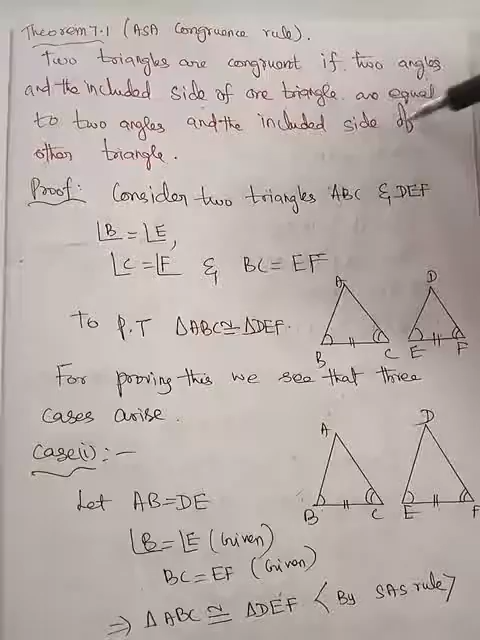 Theorem 7.1 (ASA Congruence rule).
Two triangles are congruent if two angles
and the included side of one triangle are equal
to two angles and the included side of
other triangle.
Proof: Consider two triangles ABC & DEF
∠B = ∠E,
∠C = ∠F & BC = EF
A D
To P.T ΔABC ≅ ΔDEF.
B C E F
For proving this we see that three
cases arise.
Case(i):-
A D
Let AB = DE
B C E F
∠B = ∠E (Given)
BC = EF (Given)
⇒ ΔABC ≅ ΔDEF < By SAS rule>